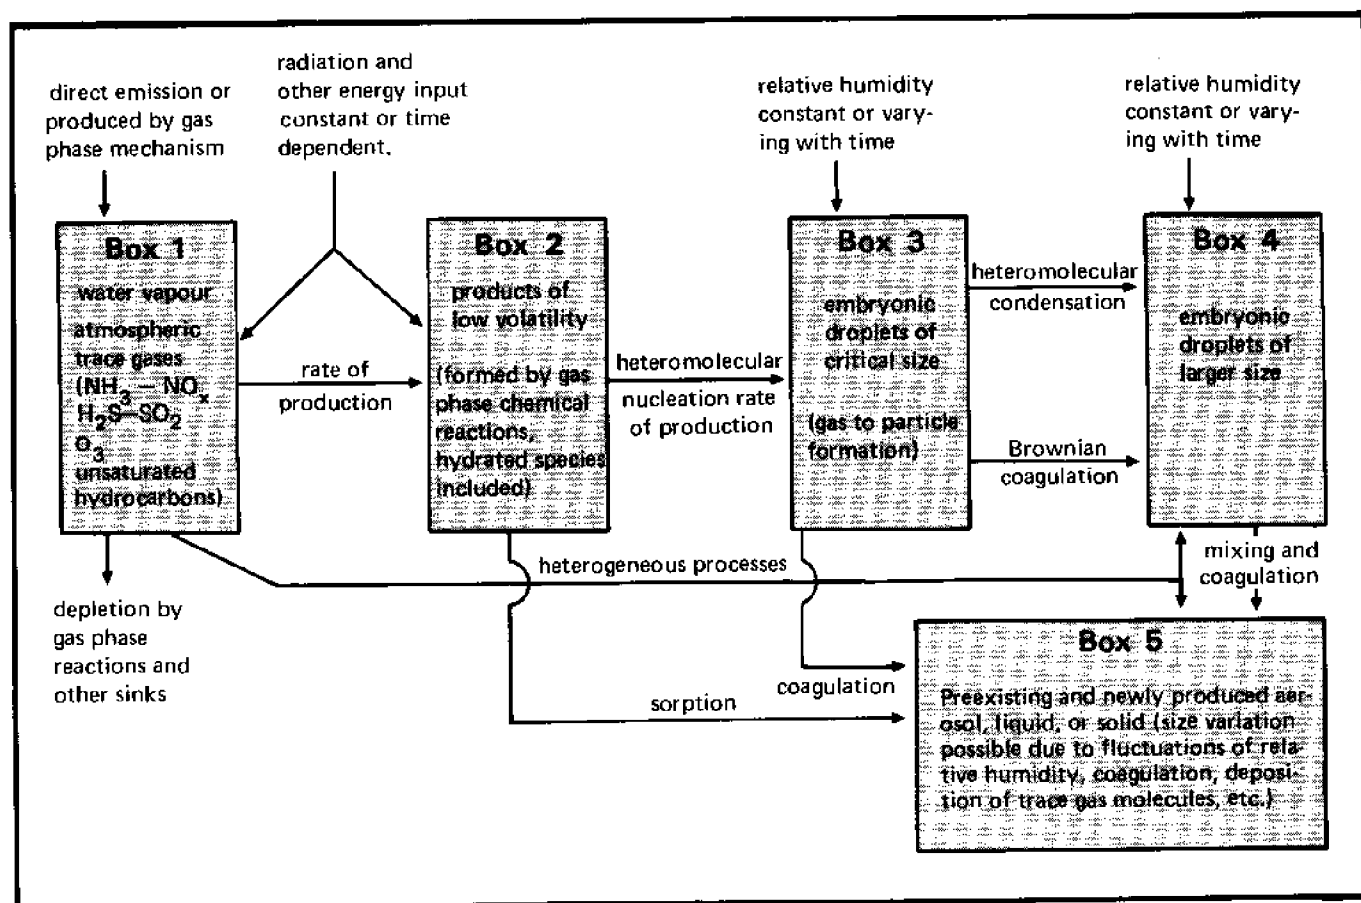 direct emission or
produced by gas
phase mechanism
radiation and
other energy input
constant or time
dependent.
relative humidity
constant or vary-
ing with time
relative humidity
constant or vary-
ing with time
Box 1
water vapour
atmospheric
trace gases
(NH3 — NOx
H2S—SO2
O3
unsaturated
hydrocarbons)
rate of
production
Box 2
products of
low volatility
(formed by gas
phase chemical
reactions,
hydrated species
included)
heteromolecular
nucleation rate
of production
Box 3
embryonic
droplets of
critical size
(gas to particle
formation)
heteromolecular
condensation
Brownian
coagulation
Box 4
embryonic
droplets of
larger size
heterogeneous processes
mixing and
coagulation
depletion by
gas phase
reactions and
other sinks
sorption
coagulation
Box 5
Preexisting and newly produced aer-
osol, liquid, or solid (size variation
possible due to fluctuations of rela-
tive humidity, coagulation, deposi-
tion of trace gas molecules, etc.)